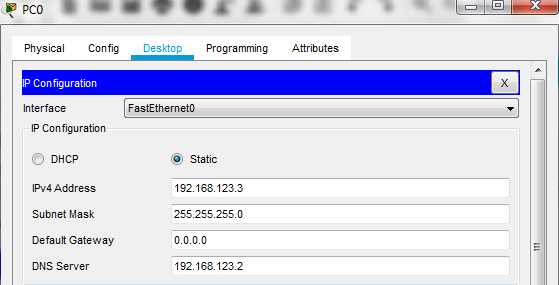 PC0
Physical Config Desktop Programming Attributes
IP Configuration X
Interface FastEthernet0
IP Configuration
DHCP Static
IPv4 Address 192.168.123.3
Subnet Mask 255.255.255.0
Default Gateway 0.0.0.0
DNS Server 192.168.123.2